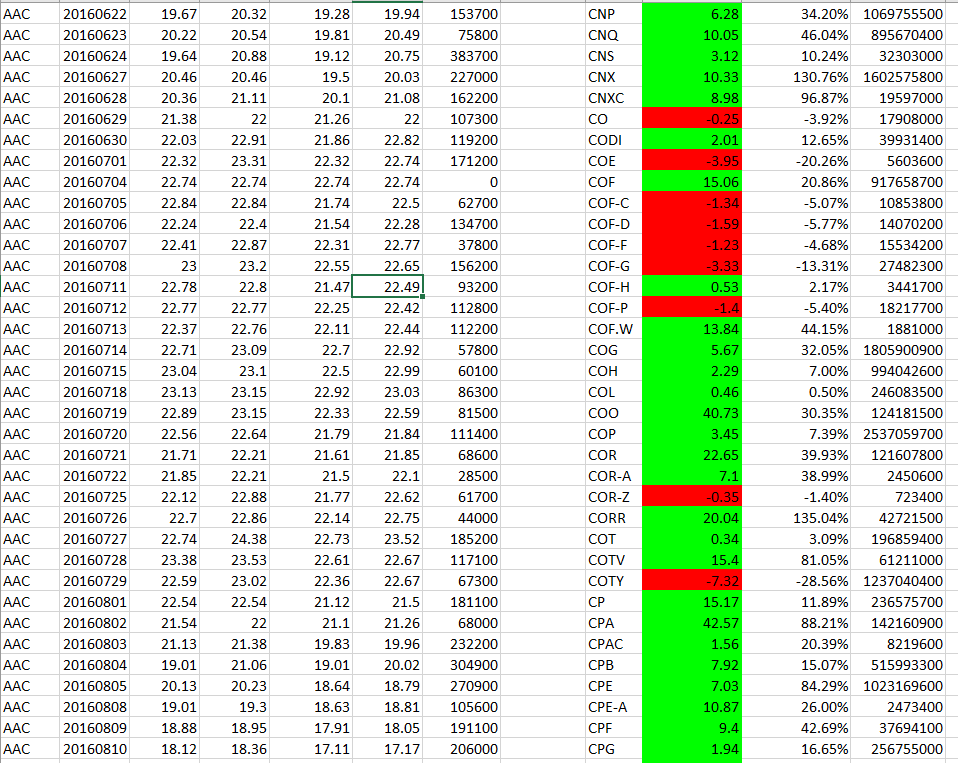 AAC 20160622 19.67 20.32 19.28 19.94 153700 CNP 6.28 34.20% 1069755500
AAC 20160623 20.22 20.54 19.81 20.49 75800 CNQ 10.05 46.04% 895670400
AAC 20160624 19.64 20.88 19.12 20.75 383700 CNS 3.12 10.24% 32303000
AAC 20160627 20.46 20.46 19.5 20.03 227000 CNX 10.33 130.76% 1602575800
AAC 20160628 20.36 21.11 20.1 21.08 162200 CNXC 8.98 96.87% 19597000
AAC 20160629 21.38 22 21.26 22 107300 CO -0.25 -3.92% 17908000
AAC 20160630 22.03 22.91 21.86 22.82 119200 CODI 2.01 12.65% 39931400
AAC 20160701 22.32 23.31 22.32 22.74 171200 COE -3.95 -20.26% 5603600
AAC 20160704 22.74 22.74 22.74 22.74 0 COF 15.06 20.86% 917658700
AAC 20160705 22.84 22.84 21.74 22.5 62700 COF-C -1.34 -5.07% 10853800
AAC 20160706 22.24 22.4 21.54 22.28 134700 COF-D -1.59 -5.77% 14070200
AAC 20160707 22.41 22.87 22.31 22.77 37800 COF-F -1.23 -4.68% 15534200
AAC 20160708 23 23.2 22.55 22.65 156200 COF-G -3.33 -13.31% 27482300
AAC 20160711 22.78 22.8 21.47 22.49 93200 COF-H 0.53 2.17% 3441700
AAC 20160712 22.77 22.77 22.25 22.42 112800 COF-P -1.4 -5.40% 18217700
AAC 20160713 22.37 22.76 22.11 22.44 112200 COF.W 13.84 44.15% 1881000
AAC 20160714 22.71 23.09 22.7 22.92 57800 COG 5.67 32.05% 1805900900
AAC 20160715 23.04 23.1 22.5 22.99 60100 COH 2.29 7.00% 994042600
AAC 20160718 23.13 23.15 22.92 23.03 86300 COL 0.46 0.50% 246083500
AAC 20160719 22.89 23.15 22.33 22.59 81500 COO 40.73 30.35% 124181500
AAC 20160720 22.56 22.64 21.79 21.84 111400 COP 3.45 7.39% 2537059700
AAC 20160721 21.71 22.21 21.61 21.85 68600 COR 22.65 39.93% 121607800
AAC 20160722 21.85 22.21 21.5 22.1 28500 COR-A 7.1 38.99% 2450600
AAC 20160725 22.12 22.88 21.77 22.62 61700 COR-Z -0.35 -1.40% 723400
AAC 20160726 22.7 22.86 22.14 22.75 44000 CORR 20.04 135.04% 42721500
AAC 20160727 22.74 24.38 22.73 23.52 185200 COT 0.34 3.09% 196859400
AAC 20160728 23.38 23.53 22.61 22.67 117100 COTV 15.4 81.05% 61211000
AAC 20160729 22.59 23.02 22.36 22.67 67300 COTY -7.32 -28.56% 1237040400
AAC 20160801 22.54 22.54 21.12 21.5 181100 CP 15.17 11.89% 236575700
AAC 20160802 21.54 22 21.1 21.26 68000 CPA 42.57 88.21% 142160900
AAC 20160803 21.13 21.38 19.83 19.96 232200 CPAC 1.56 20.39% 8219600
AAC 20160804 19.01 21.06 19.01 20.02 304900 CPB 7.92 15.07% 515993300
AAC 20160805 20.13 20.23 18.64 18.79 270900 CPE 7.03 84.29% 1023169600
AAC 20160808 19.01 19.3 18.63 18.81 105600 CPE-A 10.87 26.00% 2473400
AAC 20160809 18.88 18.95 17.91 18.05 191100 CPF 9.4 42.69% 37694100
AAC 20160810 18.12 18.36 17.11 17.17 206000 CPG 1.94 16.65% 256755000